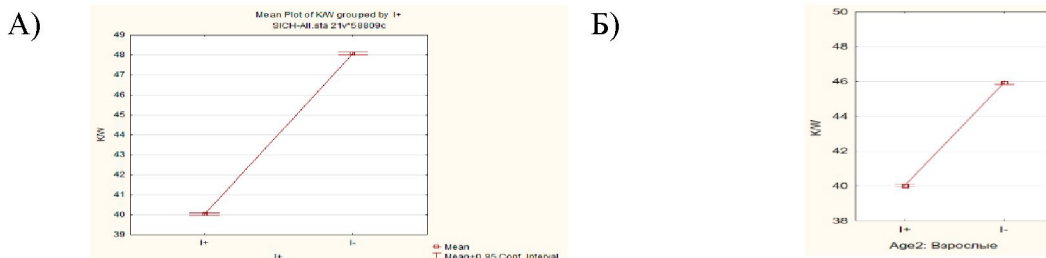 А)
Mean Plot of K/W grouped by I+
SICH-All.sta 21v*58809c
49
48
47
46
45
44
43
42
41
40
39
K/W
I+
I-
I+
Mean
Mean±0,95 Conf. Interval
Б)
50
48
46
44
42
40
38
K/W
I+
I-
Age2: Взрослые